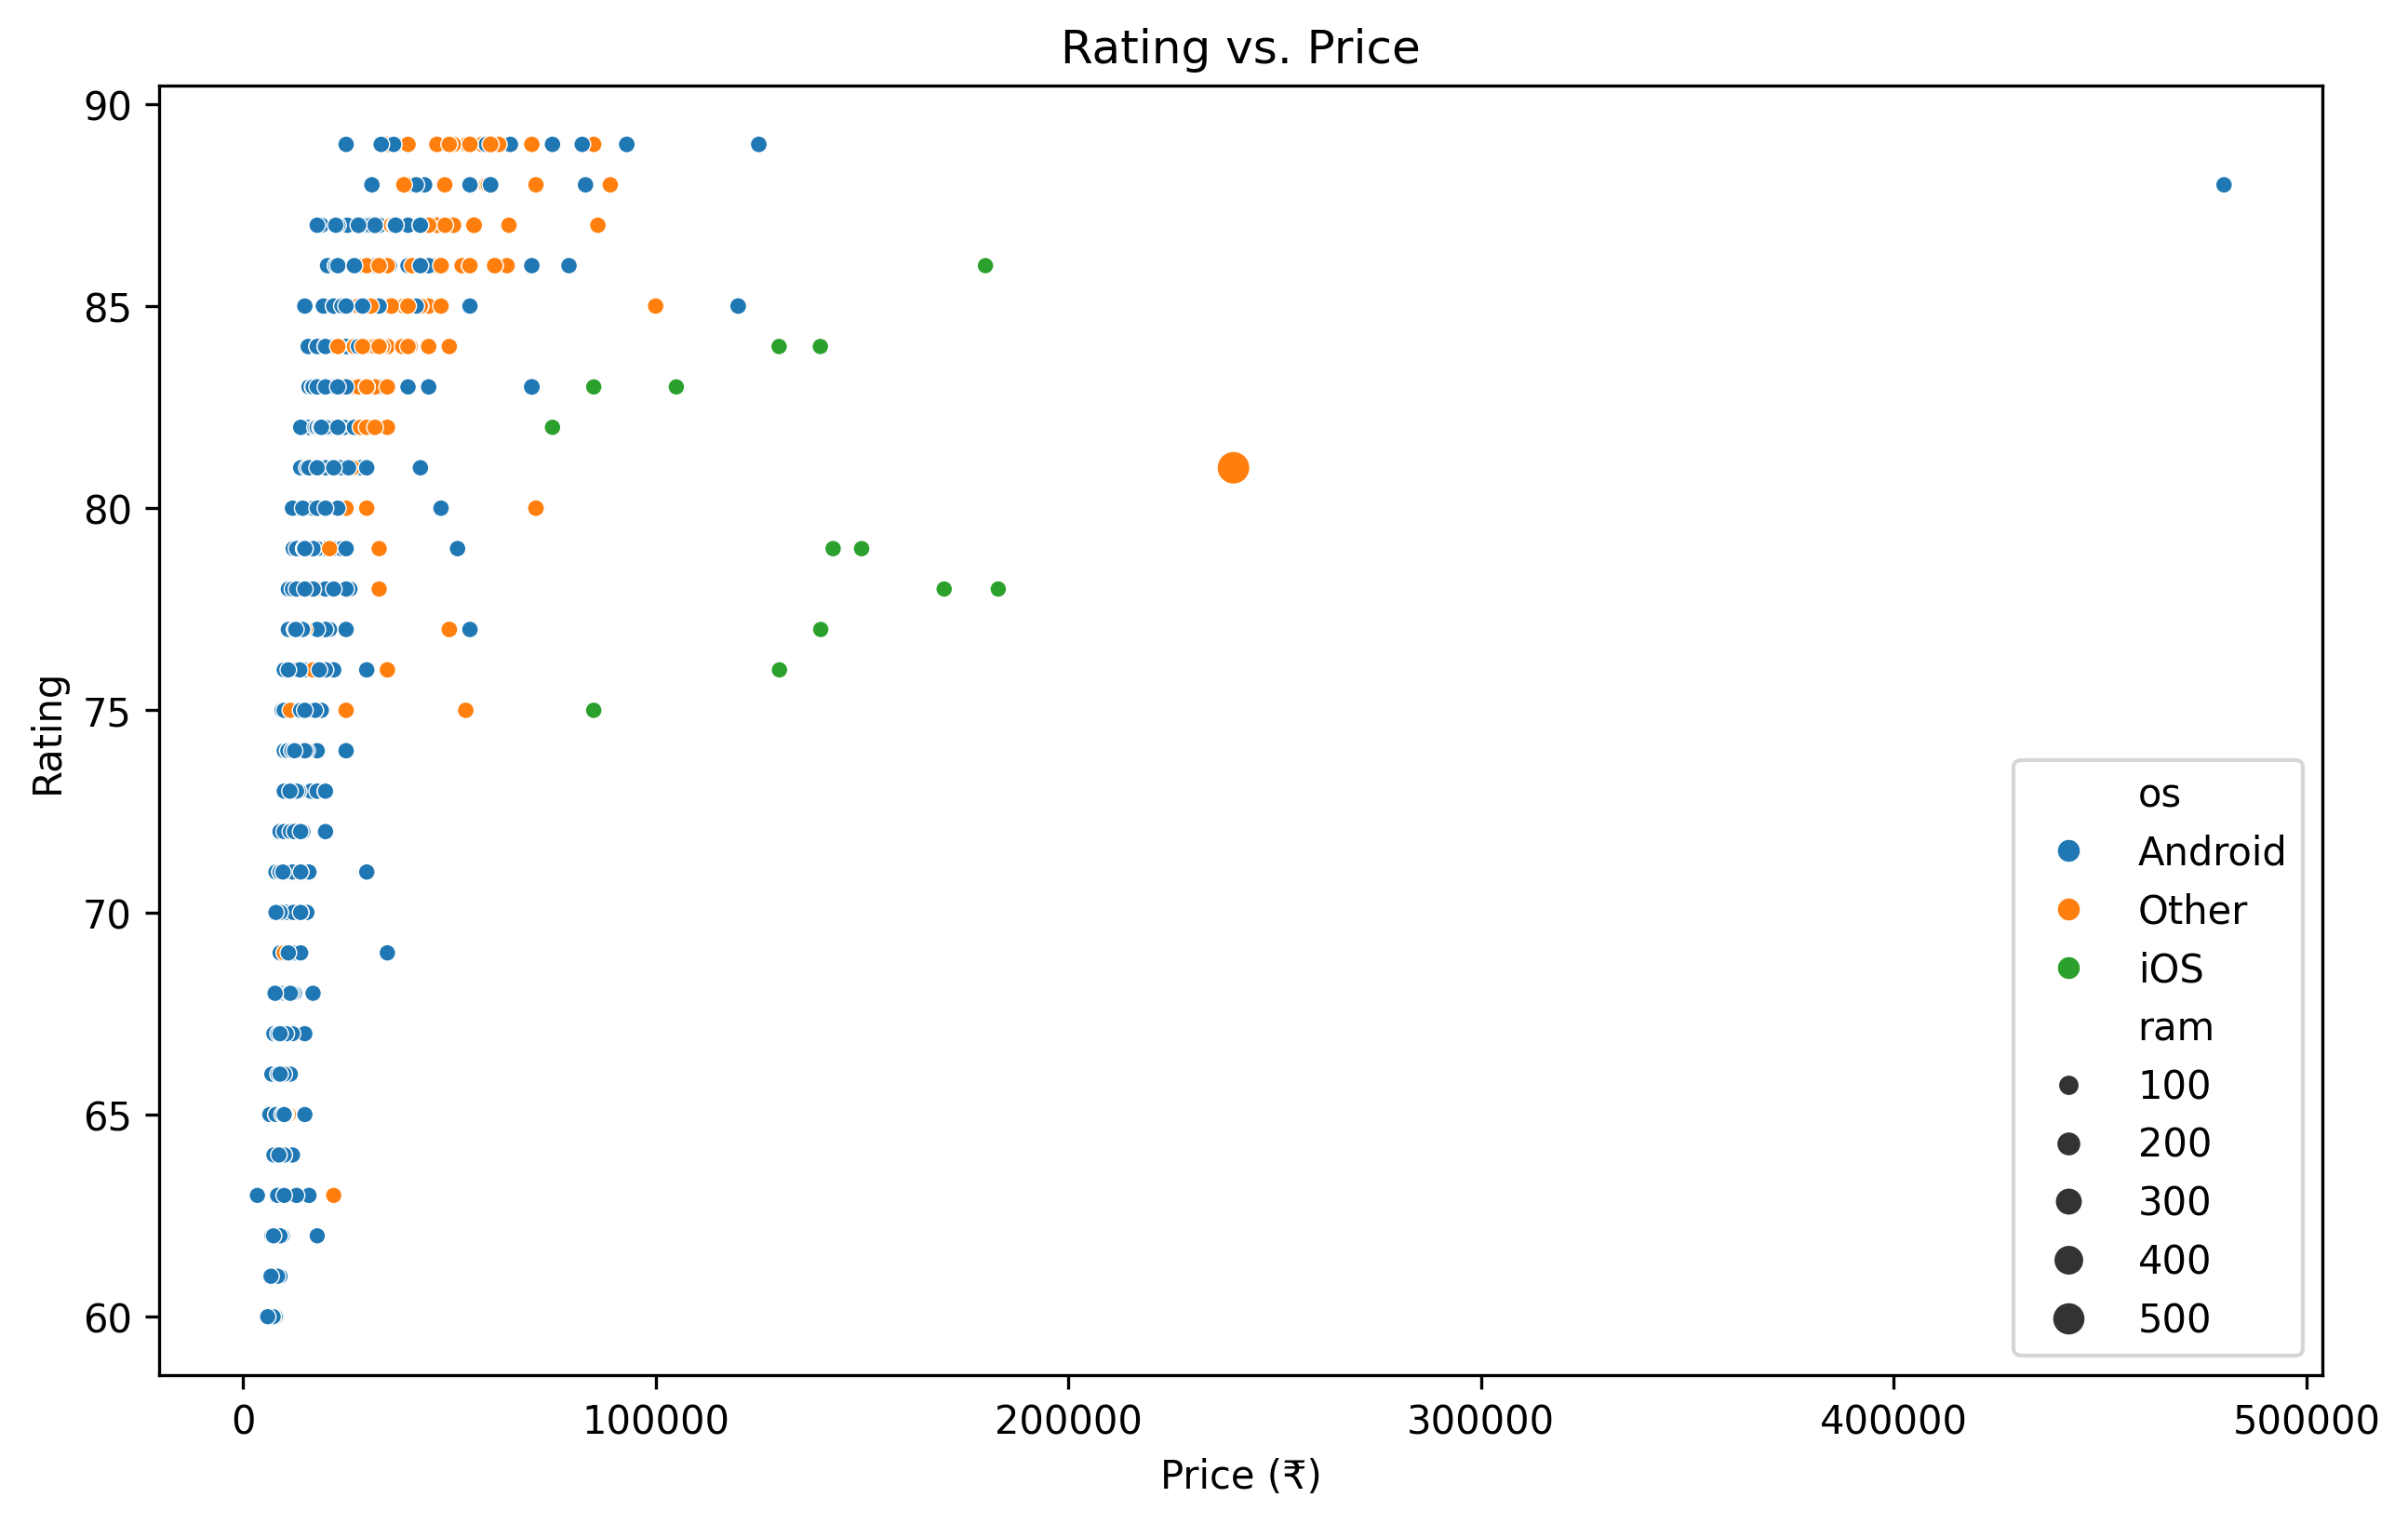 Rating vs. Price
90
85
80
75
70
65
60
Rating
os
Android
Other
iOS
ram
100
200
300
400
500
0 100000 200000 300000 400000 500000
Price (₹)